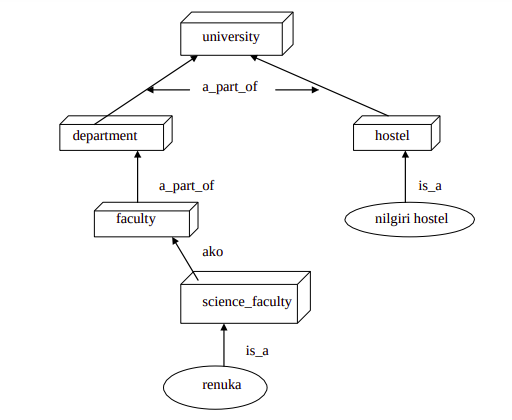 university
a_part_of
department
hostel
a_part_of
is_a
faculty
nilgiri hostel
ako
science_faculty
is_a
renuka